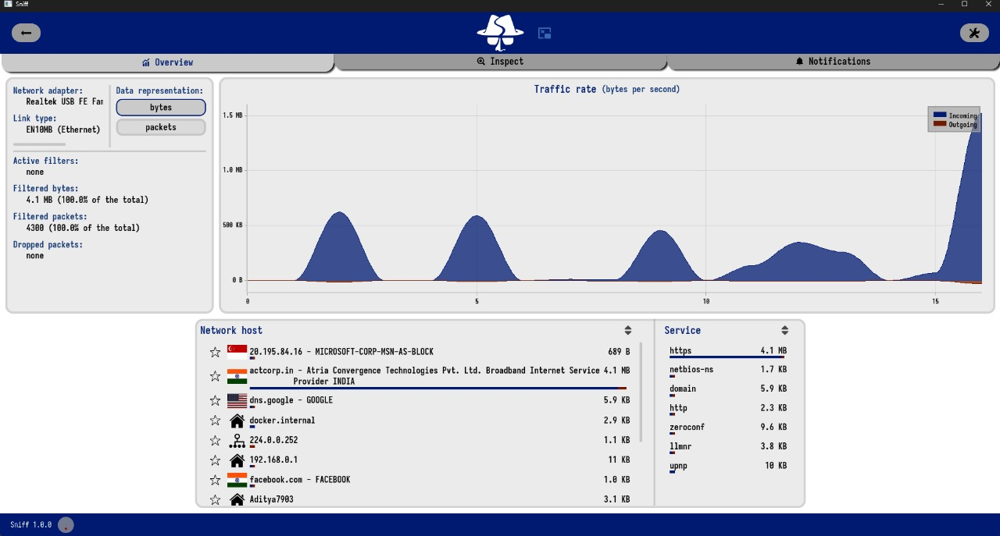 Sniff
Overview
Inspect
Notifications
Network adapter:
Realtek USB FE Fam
Link type:
EN10MB (Ethernet)
Data representation:
bytes
packets
Active filters:
none
Filtered bytes:
4.1 MB (100.0% of the total)
Filtered packets:
4300 (100.0% of the total)
Dropped packets:
none
Traffic rate (bytes per second)
1.5 MB
1.0 MB
500 KB
0 B
0
5
10
15
Incoming
Outgoing
Network host
20.195.84.16 - MICROSOFT-CORP-MSN-AS-BLOCK 689 B
actcorp.in - Atria Convergence Technologies Pvt. Ltd. Broadband Internet Service 4.1 MB
Provider INDIA
dns.google - GOOGLE 5.9 KB
docker.internal 2.9 KB
224.0.0.252 1.1 KB
192.168.0.1 11 KB
facebook.com - FACEBOOK 1.0 KB
Aditya7903 3.1 KB
Service
https 4.1 MB
netbios-ns 1.7 KB
domain 5.9 KB
http 2.3 KB
zeroconf 9.6 KB
llmnr 3.8 KB
upnp 10 KB
Sniff 1.0.0